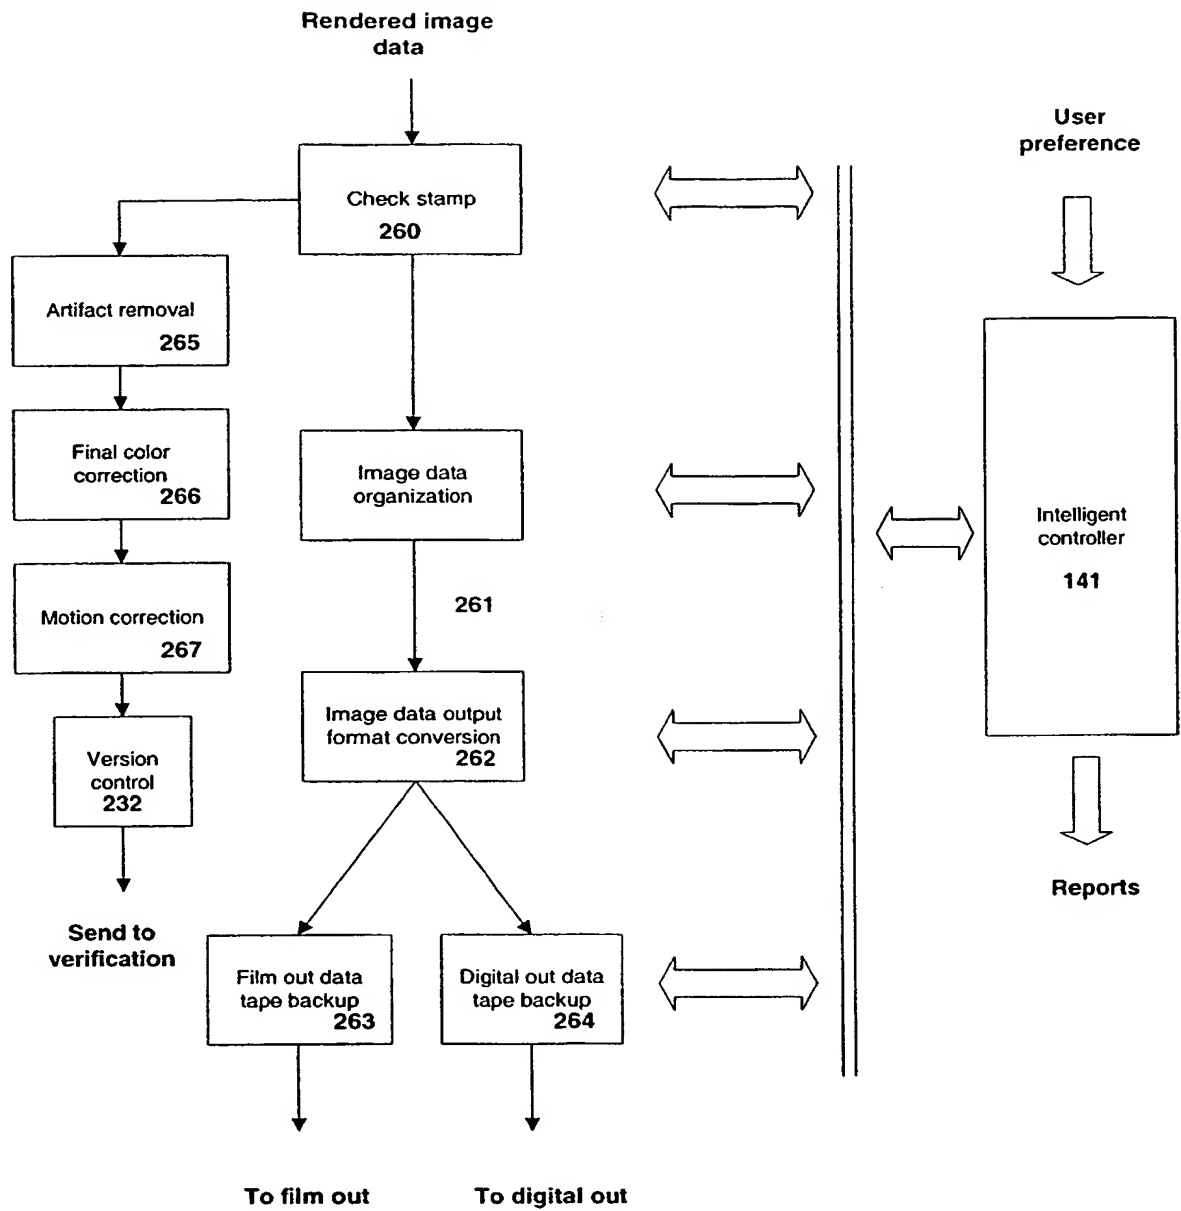 Rendered image
data
User
preference
Check stamp
260
Artifact removal
265
Final color
correction
266
Image data
organization
Intelligent
controller
141
Motion correction
267
261
Image data output
format conversion
262
Version
control
232
Reports
Send to
verification
Film out data
tape backup
263
Digital out data
tape backup
264
To film out
To digital out